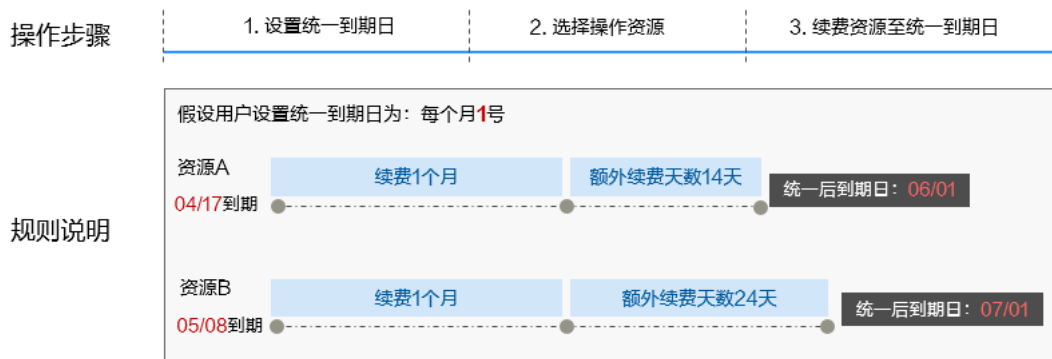 操作步骤
1. 设置统一到期日
2. 选择操作资源
3. 续费资源至统一到期日
规则说明
假设用户设置统一到期日为：每个月1号
资源A
续费1个月
额外续费天数14天
04/17到期
统一后到期日：06/01
资源B
续费1个月
额外续费天数24天
05/08到期
统一后到期日：07/01